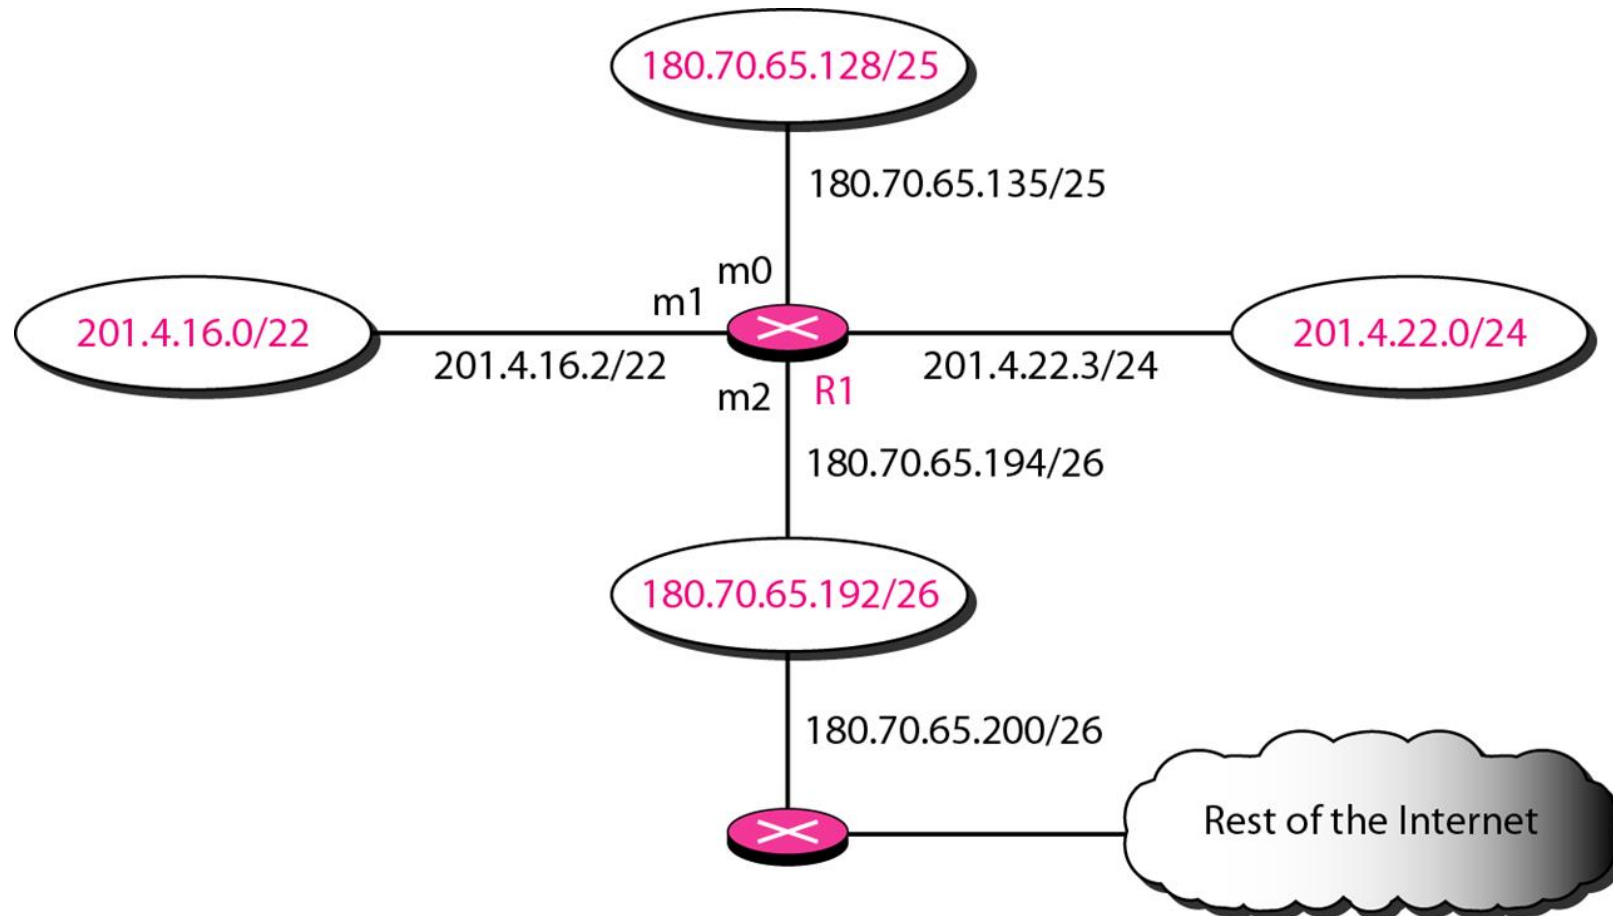 180.70.65.128/25
180.70.65.135/25
m0
m1
201.4.16.0/22
201.4.16.2/22
201.4.22.3/24
201.4.22.0/24
m2
R1
180.70.65.194/26
180.70.65.192/26
180.70.65.200/26
Rest of the Internet